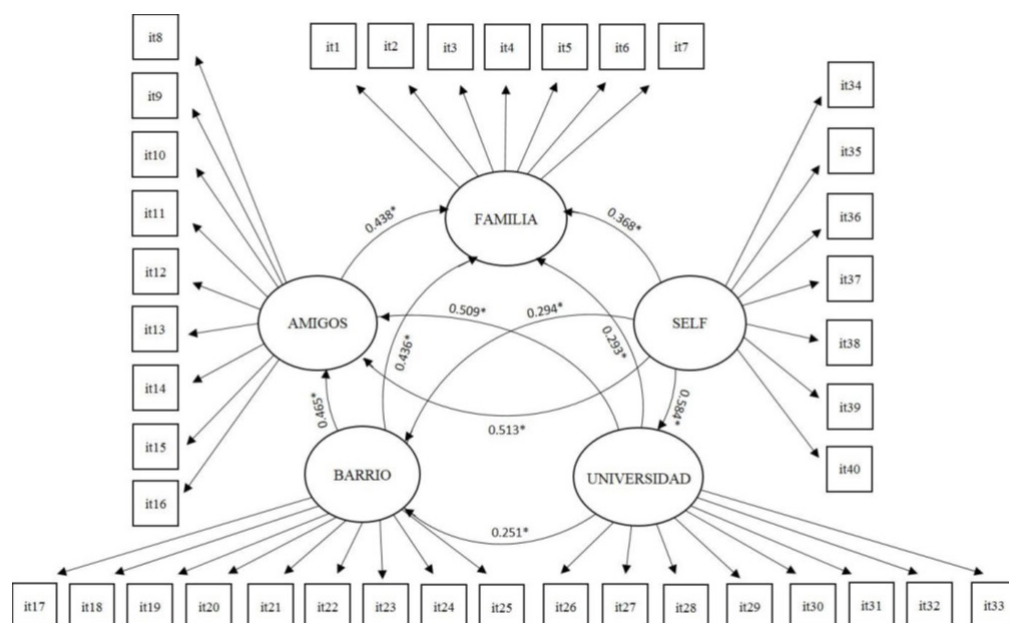 it1 it2 it3 it4 it5 it6 it7
it8
it9
it10
it11
it12
it13
it14
it15
it16
it34
it35
it36
it37
it38
it39
it40
FAMILIA
AMIGOS
SELF
BARRIO
UNIVERSIDAD
0.438*
0.368*
0.509*
0.294*
0.436*
0.293*
0.465*
0.513*
0.584*
0.251*
it17 it18 it19 it20 it21 it22 it23 it24 it25 it26 it27 it28 it29 it30 it31 it32 it33